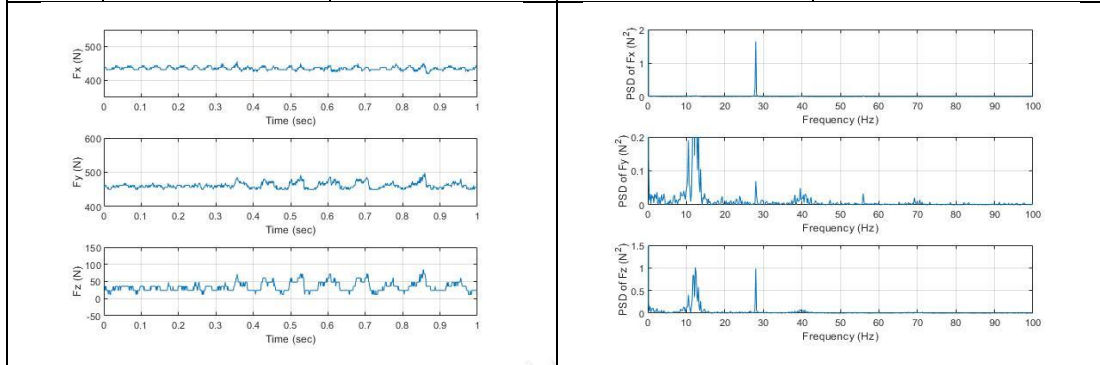 Fx (N)
500
400
0 0.1 0.2 0.3 0.4 0.5 0.6 0.7 0.8 0.9 1
Time (sec)
Fy (N)
600
500
400
0 0.1 0.2 0.3 0.4 0.5 0.6 0.7 0.8 0.9 1
Time (sec)
Fz (N)
150
100
50
0
-50
0 0.1 0.2 0.3 0.4 0.5 0.6 0.7 0.8 0.9 1
Time (sec)
PSD of Fx (N²)
2
1
0
0 10 20 30 40 50 60 70 80 90 100
Frequency (Hz)
PSD of Fy (N²)
0.2
0.1
0
0 10 20 30 40 50 60 70 80 90 100
Frequency (Hz)
PSD of Fz (N²)
1.5
1
0.5
0
0 10 20 30 40 50 60 70 80 90 100
Frequency (Hz)